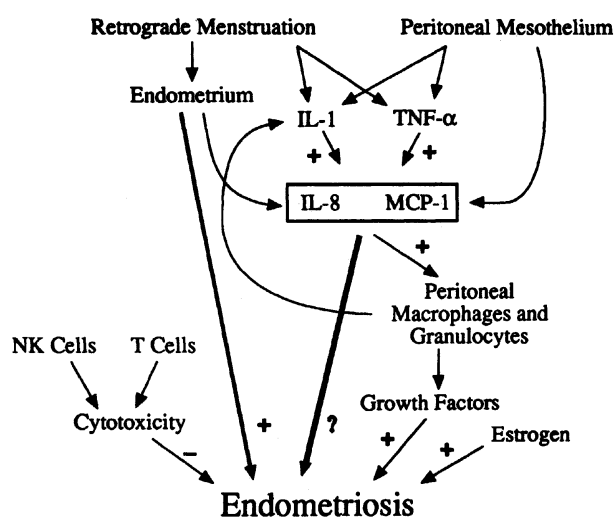 Retrograde Menstruation
Peritoneal Mesothelium
Endometrium
IL-1
TNF-α
+
+
IL-8
MCP-1
+
Peritoneal
Macrophages and
Granulocytes
NK Cells
T Cells
Growth Factors
Cytotoxicity
+
?
+
+
Estrogen
−
Endometriosis